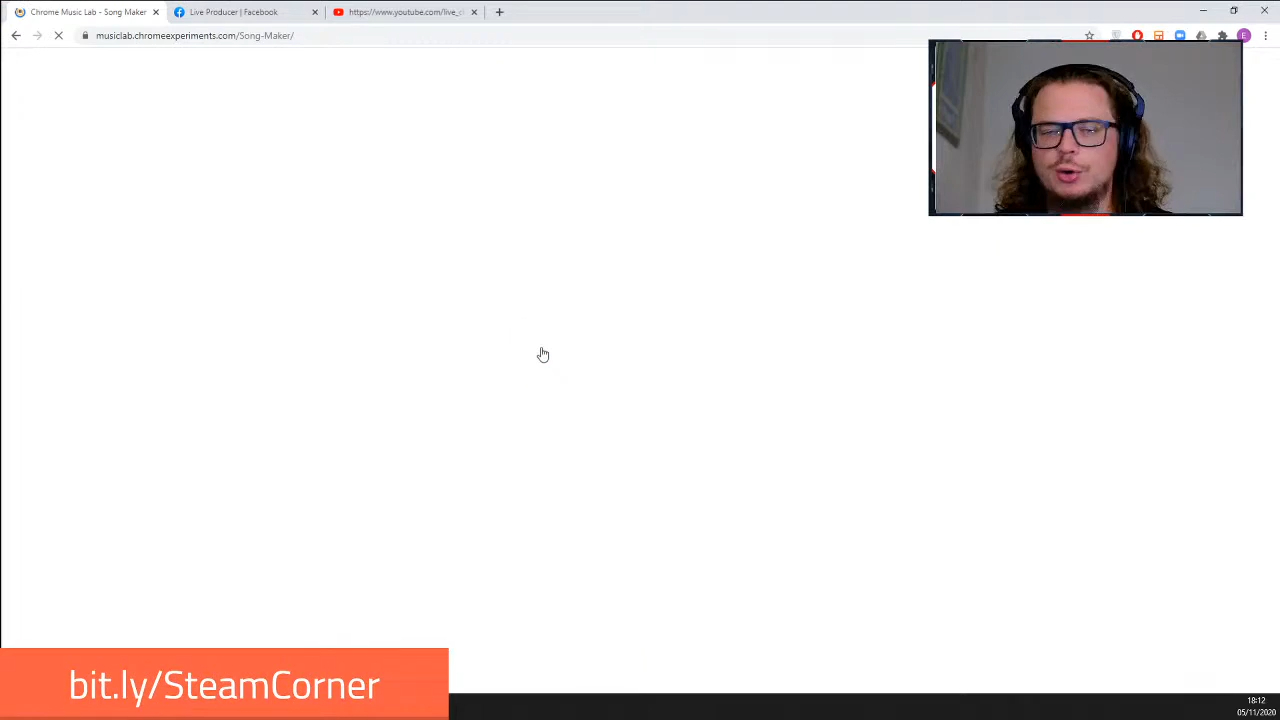 Chrome Music Lab - Song Maker
Live Producer | Facebook
https://www.youtube.com/live_c
musiclab.chromeexperiments.com/Song-Maker/
E
bit.ly/SteamCorner
18:12
05/11/2020